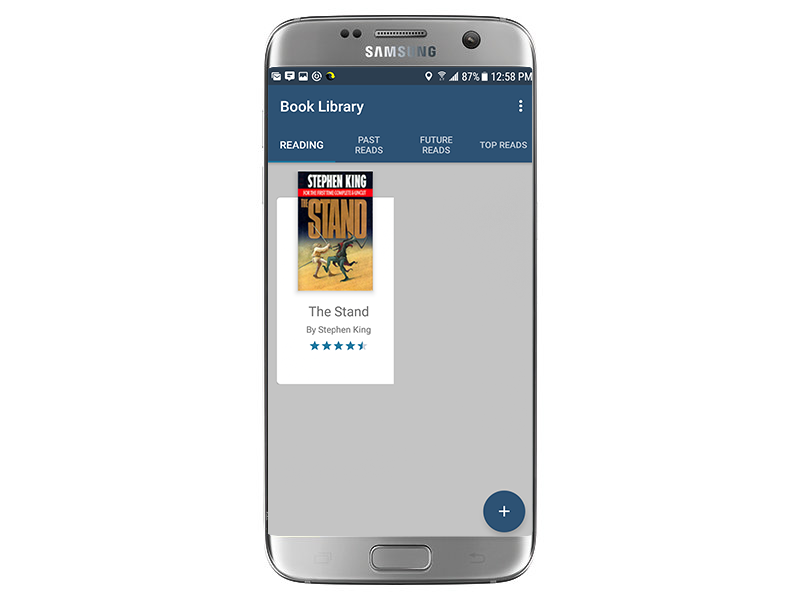 SAMSUNG
87% 12:58 PM
Book Library
READING
PAST
READS
FUTURE
READS
TOP READS
STEPHEN KING
FOR THE FIRST TIME COMPLETE & UNCUT
THE
STAND
The Stand
By Stephen King
+